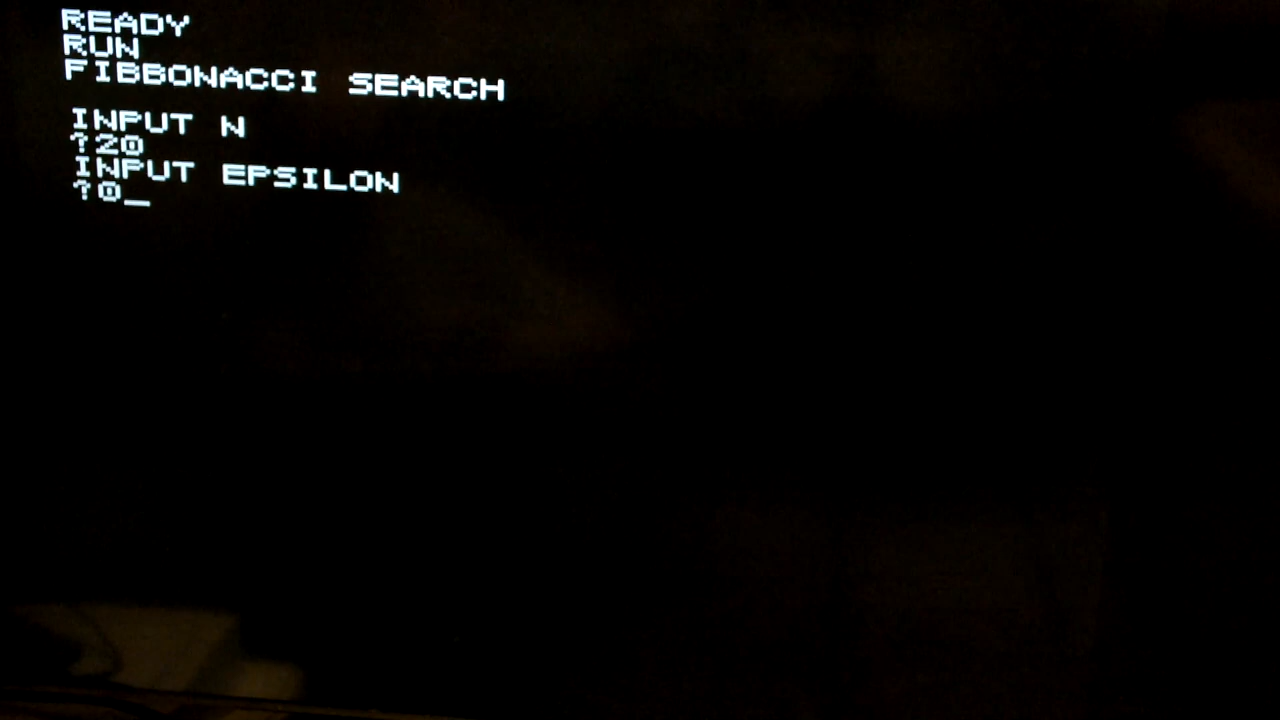 READY
RUN
FIBBONACCI SEARCH
INPUT N
?20
INPUT EPSILON
?0_